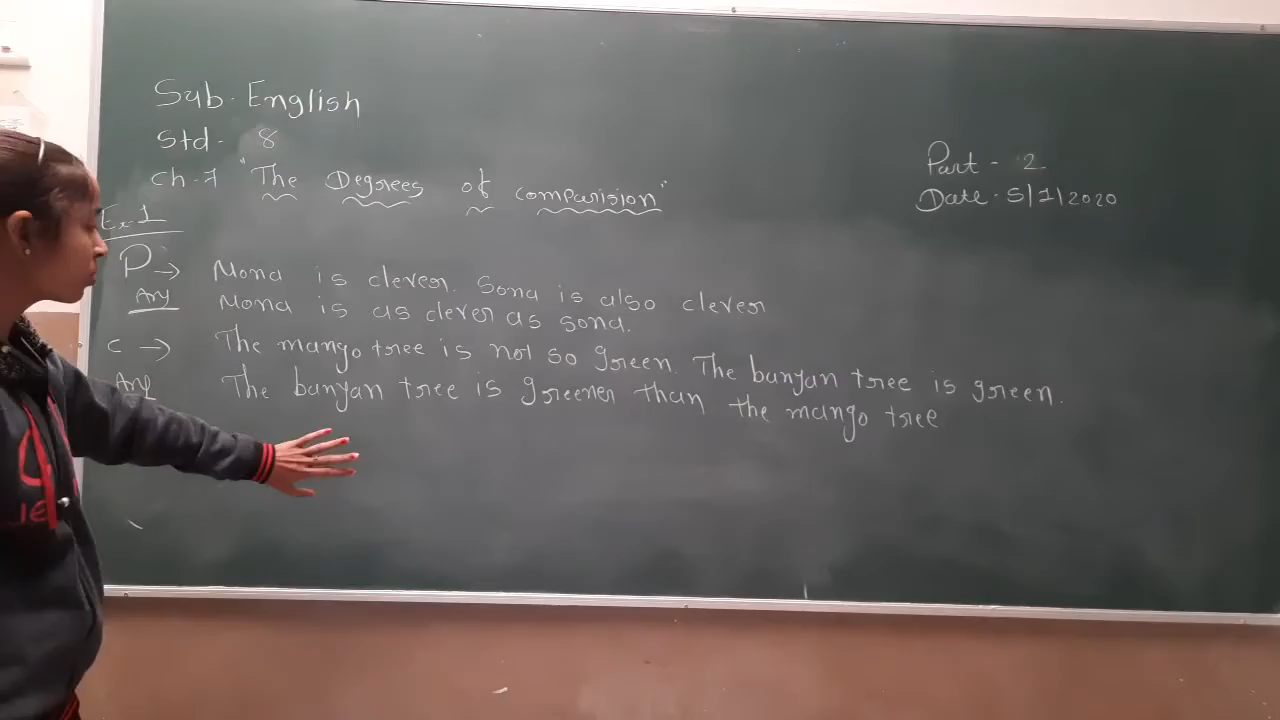 Sub. English
Std - 8
Ch-7 "The Degrees of comparision"
Part - 2
Date. 5/1/2020
Ex-1
P→ Mona is clever. Sona is also clever
Ans Mona is as clever as sona.
C → The mango tree is not so green. The banyan tree is green.
Ans The banyan tree is greener than the mango tree